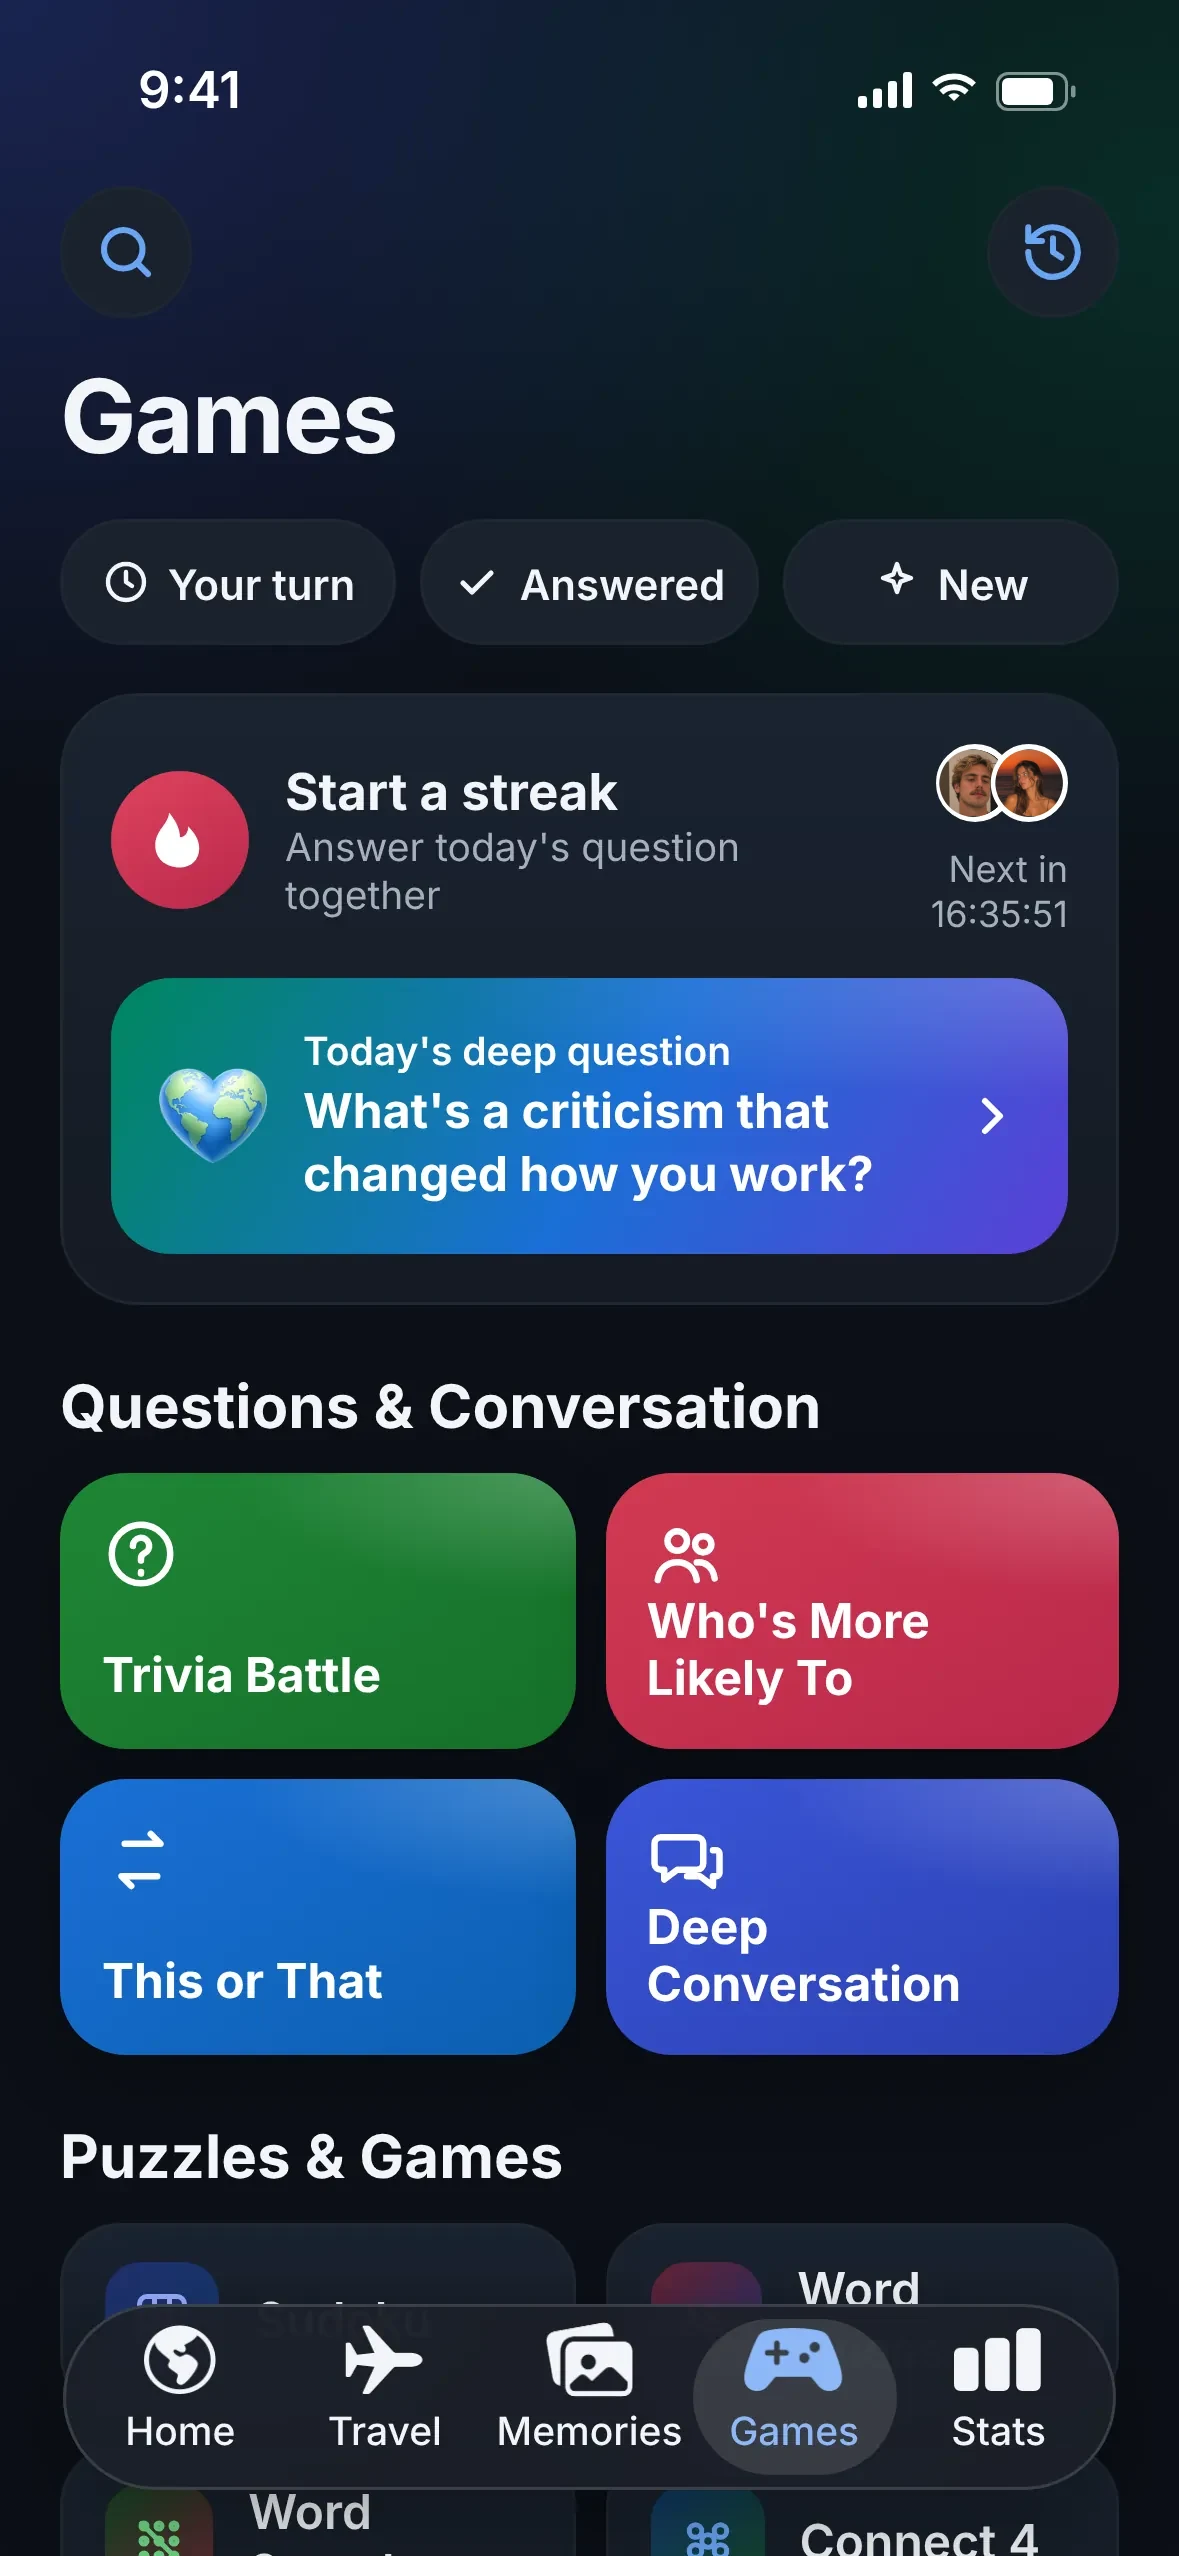 9:41
Games
Your turn
Answered
New
Start a streak
Answer today's question
together
Next in
16:35:51
Today's deep question
What's a criticism that
changed how you work?
Questions & Conversation
Trivia Battle
Who's More
Likely To
This or That
Deep
Conversation
Puzzles & Games
Sudoku
Word
Home
Travel
Memories
Games
Stats
Word
Connect 4